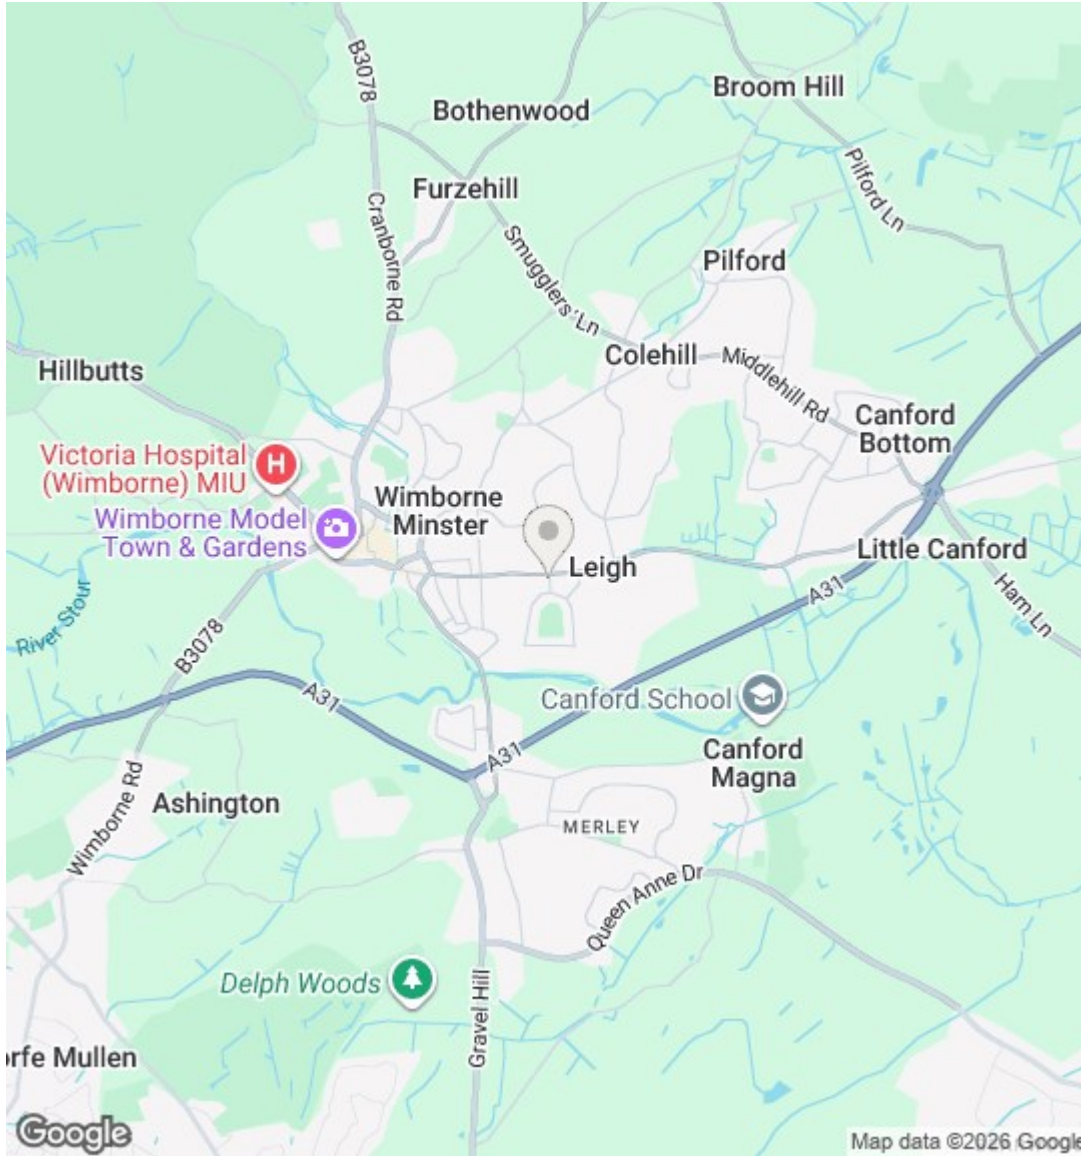 B3078
Bothenwood
Broom Hill
Pilford Ln
Furzehill
Cranborne Rd
Smugglers' Ln
Pilford
Hillbutts
Colehill
Middlehill Rd
Canford
Bottom
Victoria Hospital
(Wimborne) MIU
Wimborne
Minster
Wimborne Model
Town & Gardens
Leigh
Little Canford
River Stour
B3078
A31
Ham Ln
A31
Canford School
A31
Canford
Magna
Wimborne Rd
Ashington
MERLEY
Queen Anne Dr
Delph Woods
Gravel Hill
orfe Mullen
Google
Map data ©2026 Google